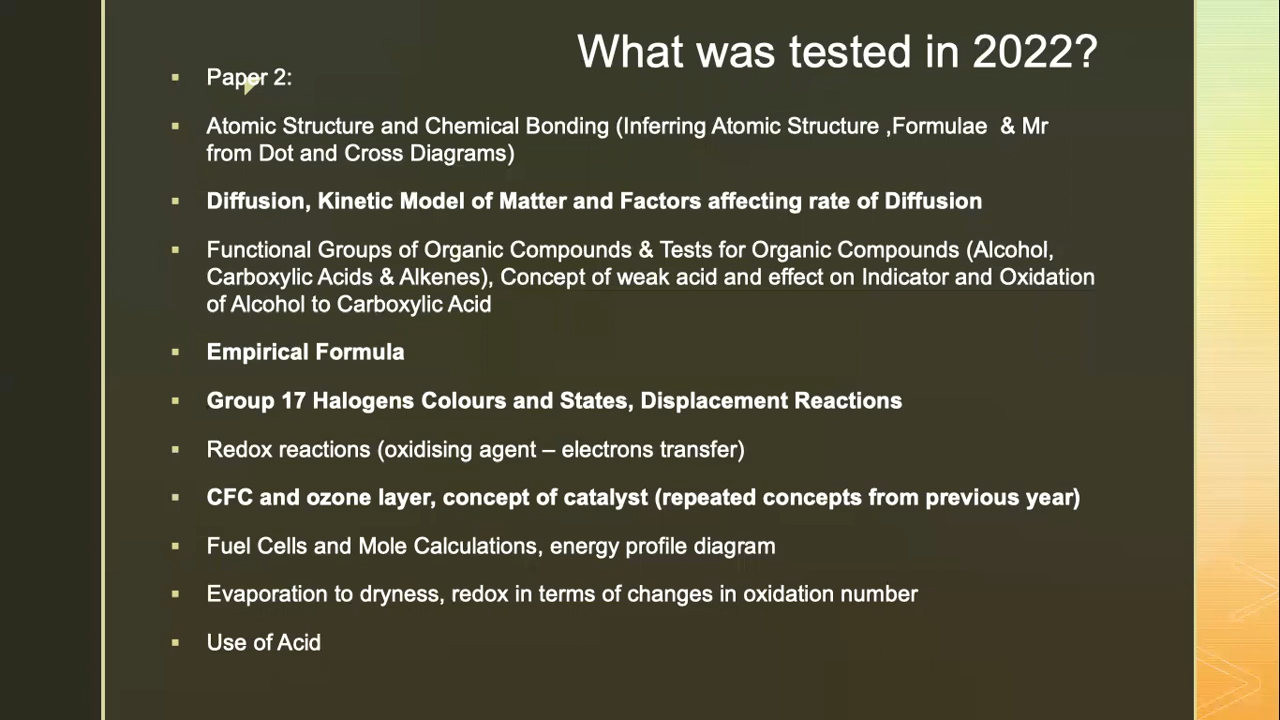 What was tested in 2022?
▪ Paper 2:
▪ Atomic Structure and Chemical Bonding (Inferring Atomic Structure ,Formulae & Mr
from Dot and Cross Diagrams)
▪ Diffusion, Kinetic Model of Matter and Factors affecting rate of Diffusion
▪ Functional Groups of Organic Compounds & Tests for Organic Compounds (Alcohol,
Carboxylic Acids & Alkenes), Concept of weak acid and effect on Indicator and Oxidation
of Alcohol to Carboxylic Acid
▪ Empirical Formula
▪ Group 17 Halogens Colours and States, Displacement Reactions
▪ Redox reactions (oxidising agent – electrons transfer)
▪ CFC and ozone layer, concept of catalyst (repeated concepts from previous year)
▪ Fuel Cells and Mole Calculations, energy profile diagram
▪ Evaporation to dryness, redox in terms of changes in oxidation number
▪ Use of Acid